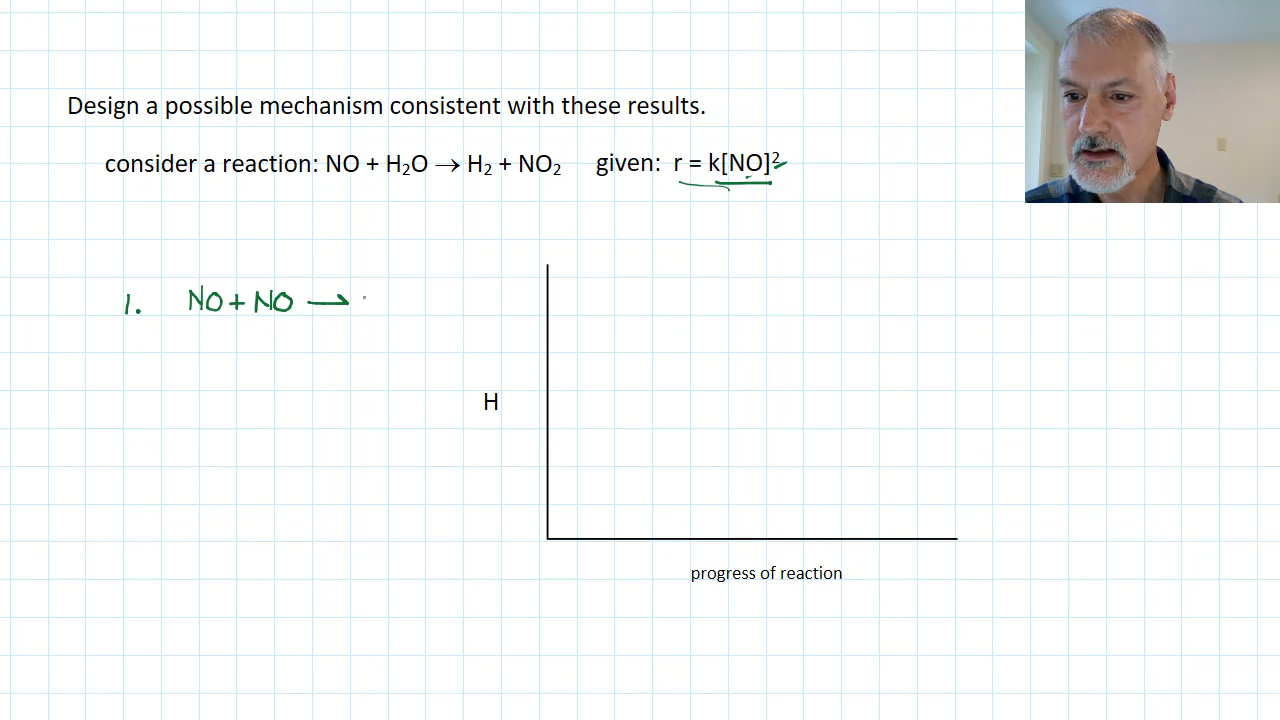 Design a possible mechanism consistent with these results.
consider a reaction: NO + H₂O → H₂ + NO₂ given: r = k[NO]²
1. NO + NO →
H
progress of reaction